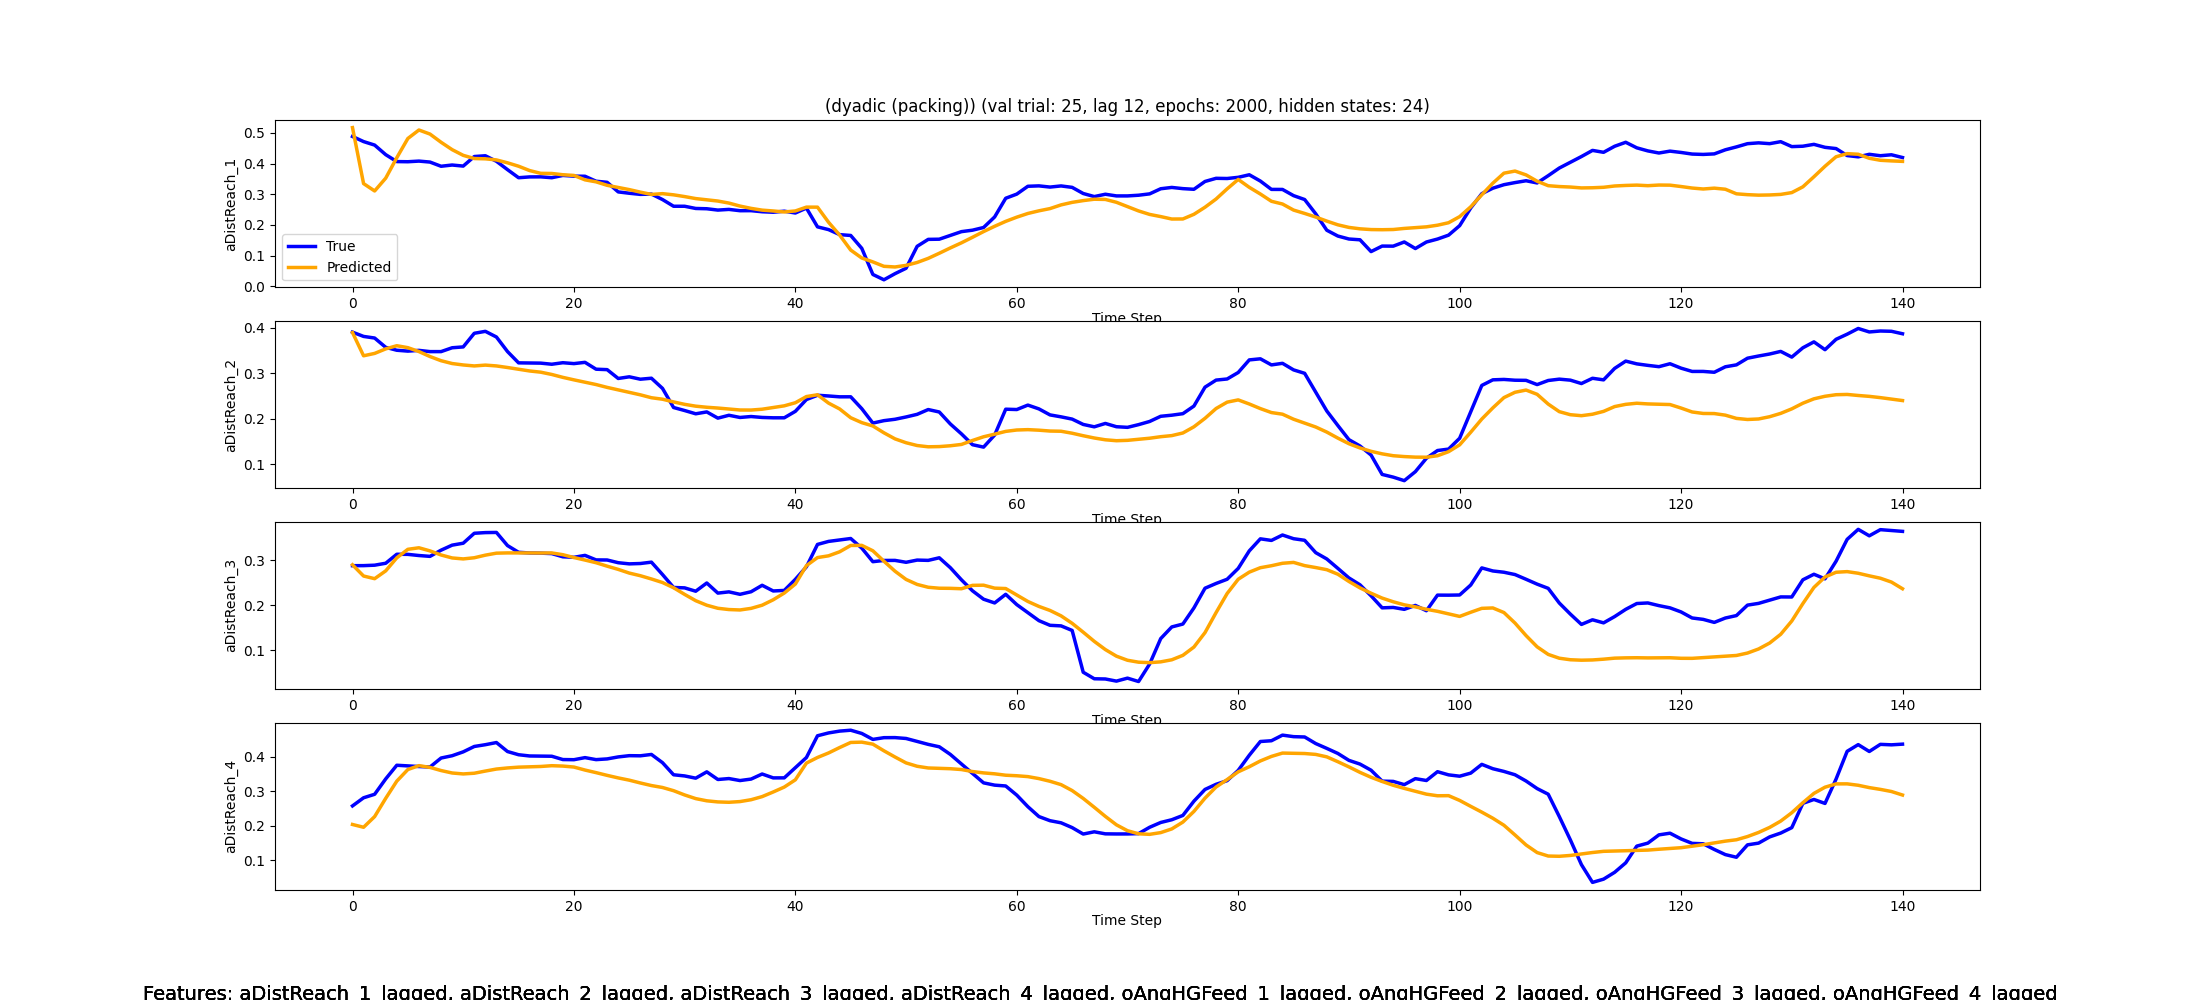 (dyadic (packing)) (val trial: 25, lag 12, epochs: 2000, hidden states: 24)
aDistReach_1
0.5
0.4
0.3
0.2
0.1
0.0
True
Predicted
0 20 40 60 80 100 120 140
Time Step
aDistReach_2
0.4
0.3
0.2
0.1
0 20 40 60 80 100 120 140
Time Step
aDistReach_3
0.3
0.2
0.1
0 20 40 60 80 100 120 140
Time Step
aDistReach_4
0.4
0.3
0.2
0.1
0 20 40 60 80 100 120 140
Time Step
Features: aDistReach_1_lagged, aDistReach_2_lagged, aDistReach_3_lagged, aDistReach_4_lagged, oAngHGFeed_1_lagged, oAngHGFeed_2_lagged, oAngHGFeed_3_lagged, oAngHGFeed_4_lagged